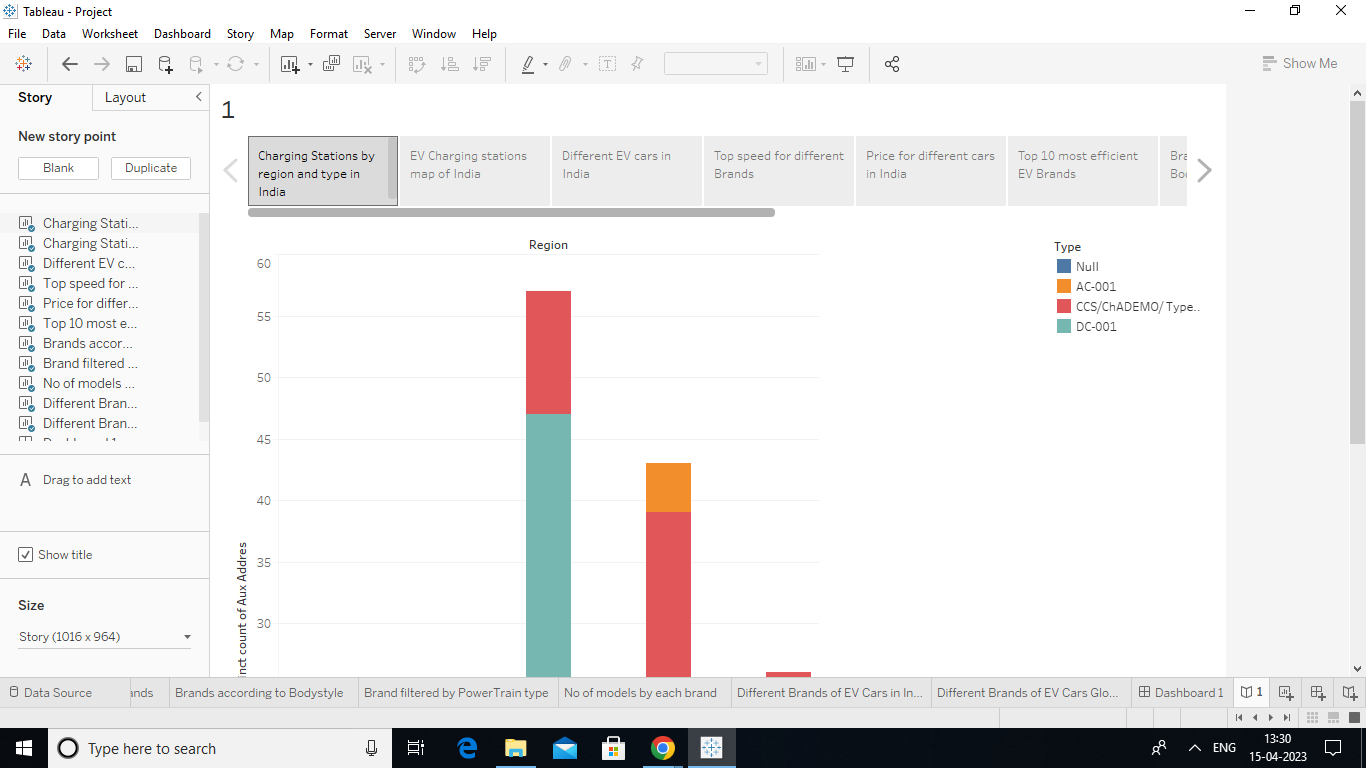 Tableau - Project
File Data Worksheet Dashboard Story Map Format Server Window Help
Show Me
Story Layout
New story point
Blank Duplicate
Charging Stati...
Charging Stati...
Different EV c...
Top speed for ...
Price for differ...
Top 10 most e...
Brands accor...
Brand filtered ...
No of models ...
Different Bran...
Different Bran...
A Drag to add text
Show title
Size
Story (1016 x 964)
1
Charging Stations by
region and type in
India
EV Charging stations
map of India
Different EV cars in
India
Top speed for different
Brands
Price for different cars
in India
Top 10 most efficient
EV Brands
Bra
Boo
Region
60
55
50
45
40
35
30
inct count of Aux Addres
Type
Null
AC-001
CCS/ChADEMO/ Type..
DC-001
Data Source ands Brands according to Bodystyle Brand filtered by PowerTrain type No of models by each brand Different Brands of EV Cars in In... Different Brands of EV Cars Glo... Dashboard 1 1
Type here to search
ENG
13:30
15-04-2023